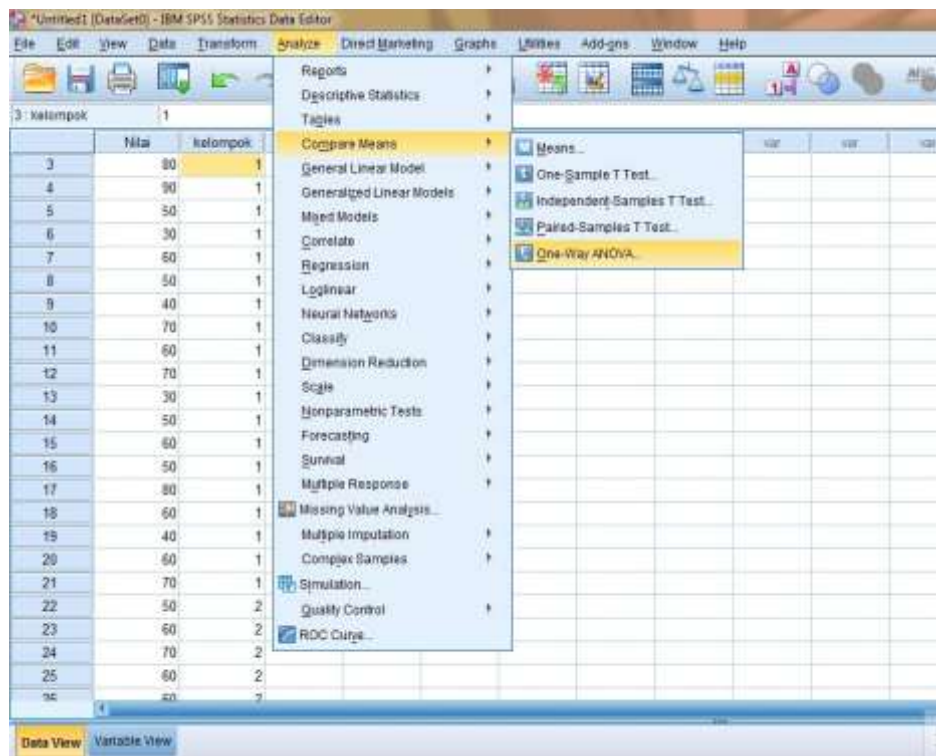 *Untitled1 [DataSet0] - IBM SPSS Statistics Data Editor
File Edit View Data Transform Analyze Direct Marketing Graphs Utilities Add-ons Window Help
3 : kelompok 1
Nilai kelompok var var var
3 80 1
4 90 1
5 50 1
6 30 1
7 60 1
8 50 1
9 40 1
10 70 1
11 60 1
12 70 1
13 30 1
14 50 1
15 60 1
16 50 1
17 80 1
18 60 1
19 40 1
20 60 1
21 70 1
22 50 2
23 60 2
24 70 2
25 60 2
26 60 2
Reports
Descriptive Statistics
Tables
Compare Means
General Linear Model
Generalized Linear Models
Mixed Models
Correlate
Regression
Loglinear
Neural Networks
Classify
Dimension Reduction
Scale
Nonparametric Tests
Forecasting
Survival
Multiple Response
Missing Value Analysis...
Multiple Imputation
Complex Samples
Simulation...
Quality Control
ROC Curve...
Means...
One-Sample T Test...
Independent-Samples T Test...
Paired-Samples T Test...
One-Way ANOVA...
Data View Variable View